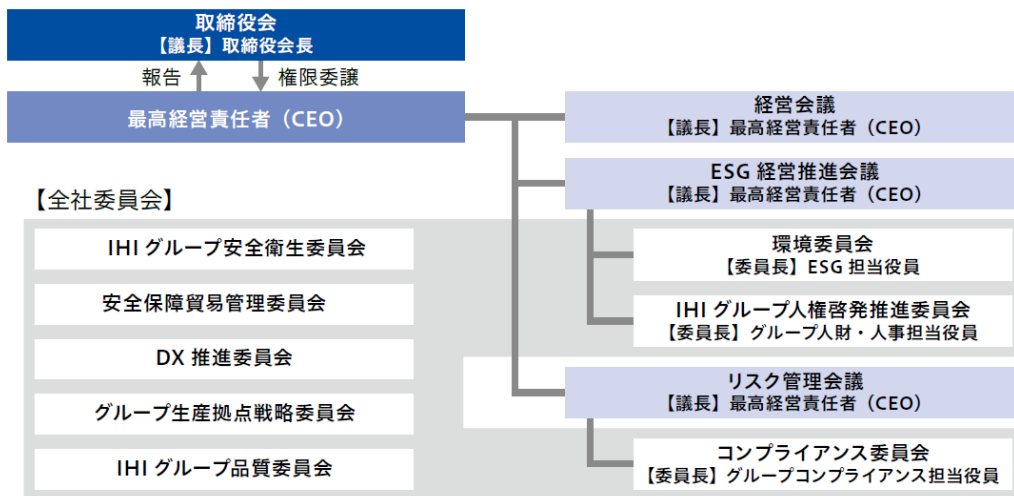 取締役会
【議長】取締役会長
報告
権限委譲
最高経営責任者（CEO）
経営会議
【議長】最高経営責任者（CEO）
ESG 経営推進会議
【議長】最高経営責任者（CEO）
環境委員会
【委員長】ESG 担当役員
IHI グループ人権啓発推進委員会
【委員長】グループ人財・人事担当役員
リスク管理会議
【議長】最高経営責任者（CEO）
コンプライアンス委員会
【委員長】グループコンプライアンス担当役員
【全社委員会】
IHI グループ安全衛生委員会
安全保障貿易管理委員会
DX 推進委員会
グループ生産拠点戦略委員会
IHI グループ品質委員会